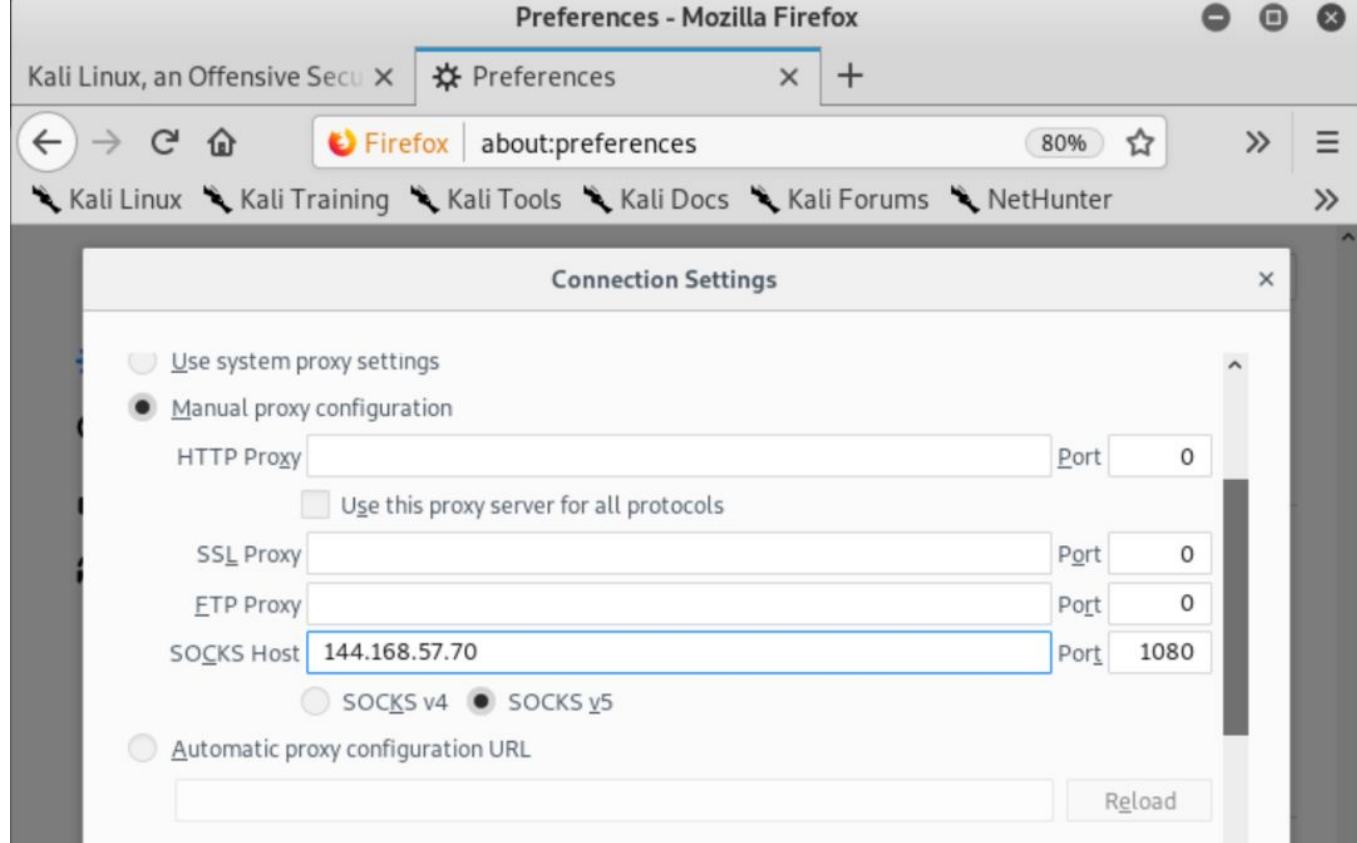 Preferences - Mozilla Firefox
Kali Linux, an Offensive Secu
Preferences
Firefox about:preferences 80%
Kali Linux Kali Training Kali Tools Kali Docs Kali Forums NetHunter
Connection Settings
Use system proxy settings
Manual proxy configuration
HTTP Proxy Port 0
Use this proxy server for all protocols
SSL Proxy Port 0
FTP Proxy Port 0
SOCKS Host 144.168.57.70 Port 1080
SOCKS v4 SOCKS v5
Automatic proxy configuration URL
Reload